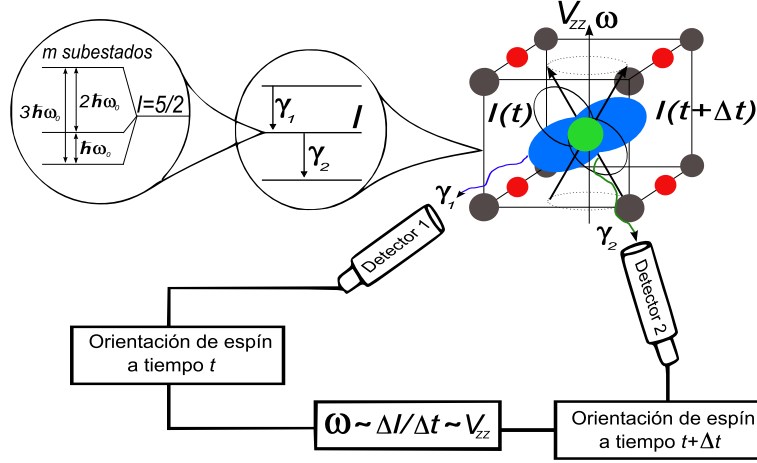 m subestados
3ħω₀
2ħω₀
I=5/2
ħω₀
γ₁
I
γ₂
V_ZZ ω
I(t)
I(t+Δt)
γ₁
γ₂
Detector 1
Detector 2
Orientación de espín
a tiempo t
ω~ΔI/Δt~V_ZZ
Orientación de espín
a tiempo t+Δt